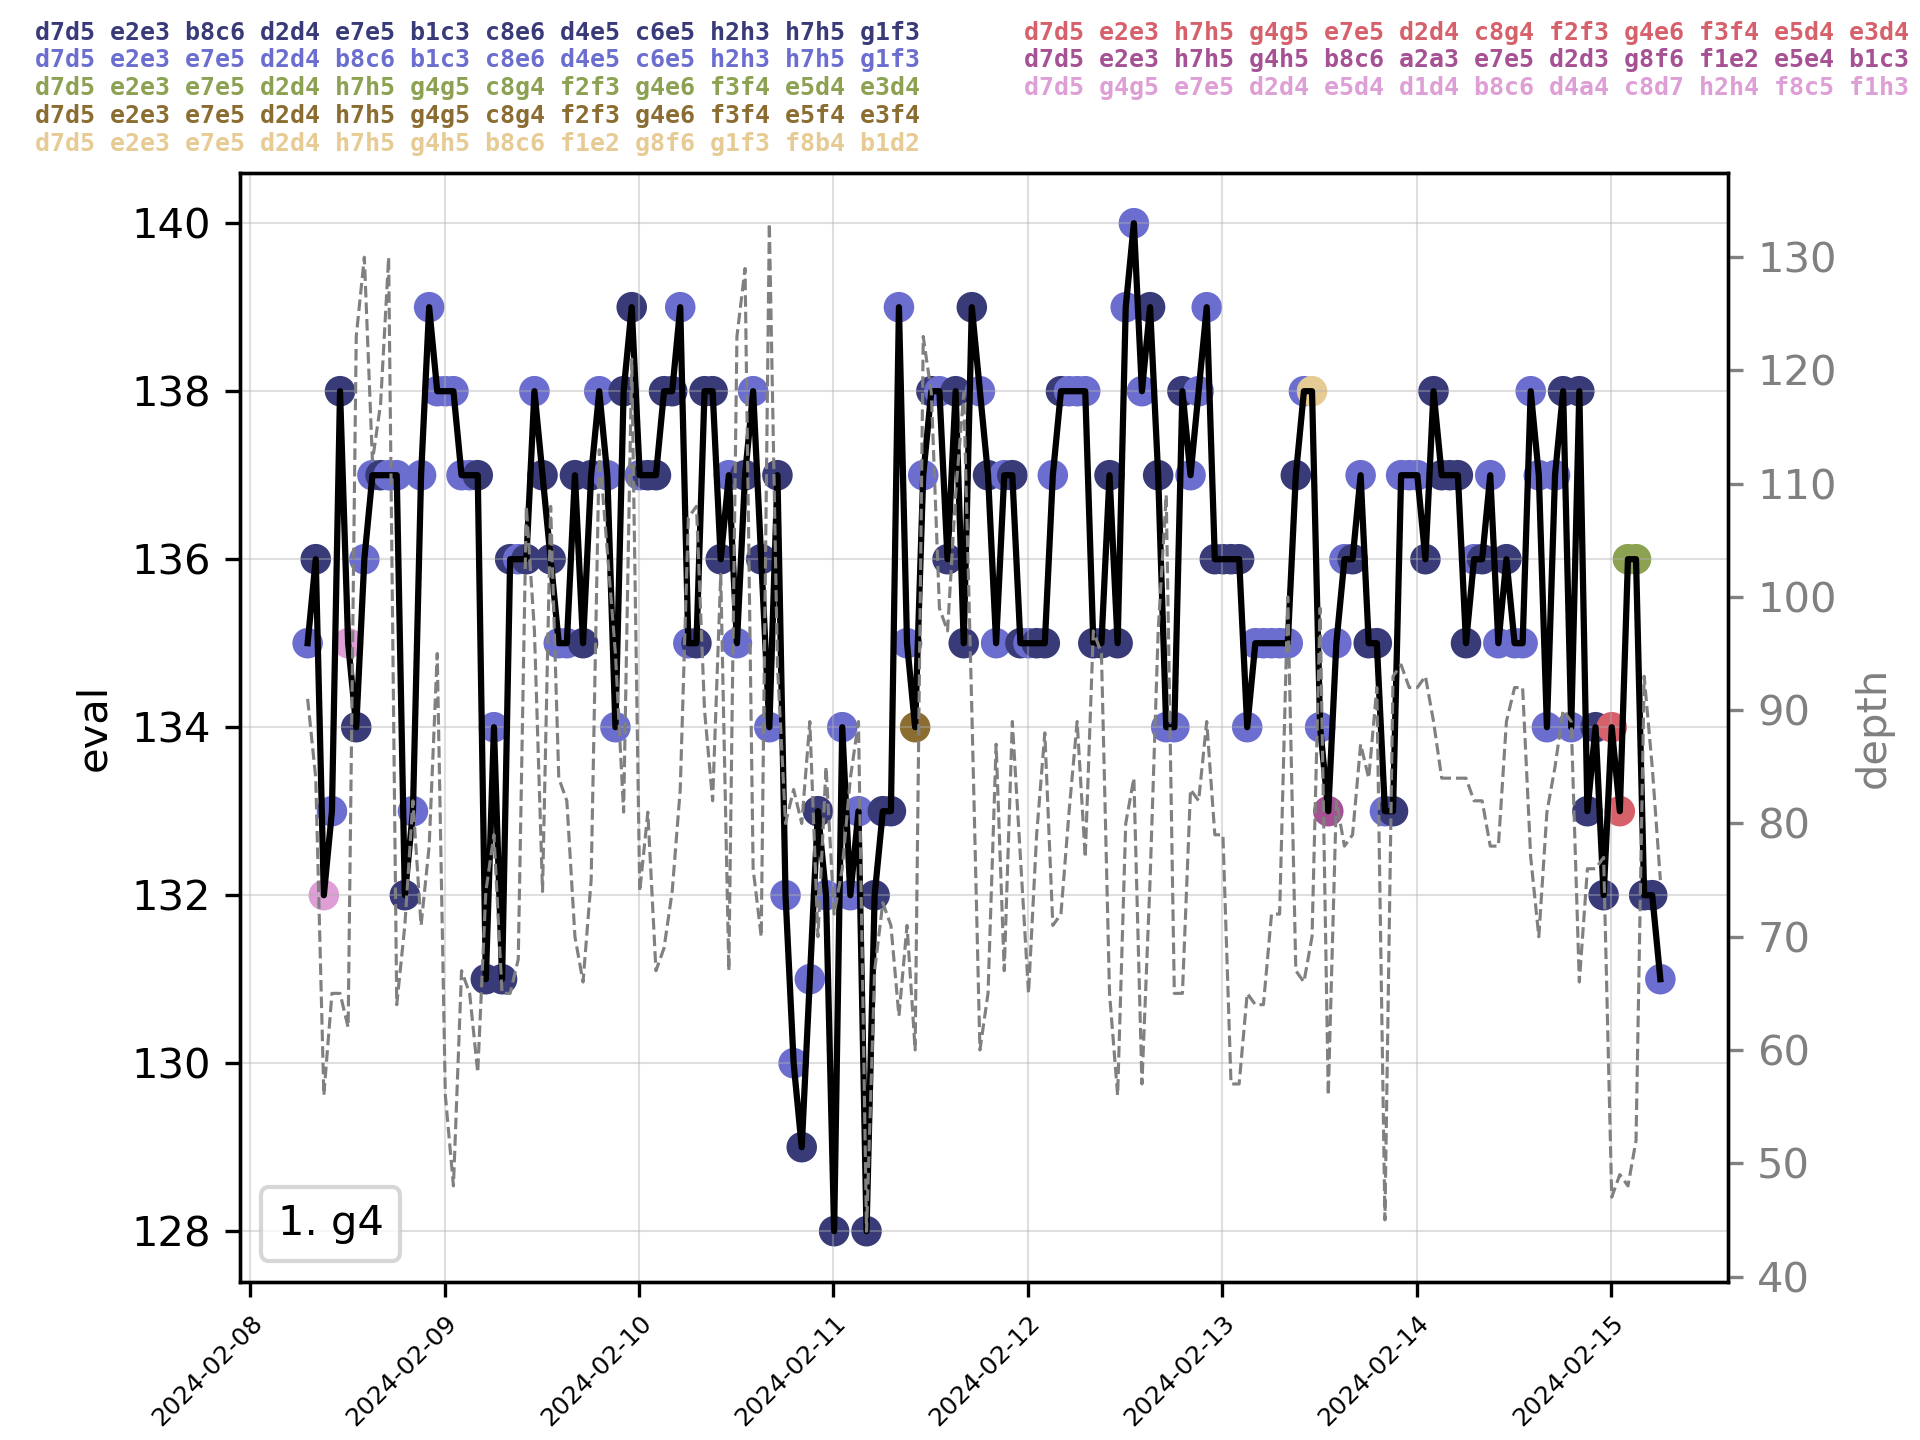 d7d5 e2e3 b8c6 d2d4 e7e5 b1c3 c8e6 d4e5 c6e5 h2h3 h7h5 g1f3
d7d5 e2e3 e7e5 d2d4 b8c6 b1c3 c8e6 d4e5 c6e5 h2h3 h7h5 g1f3
d7d5 e2e3 e7e5 d2d4 h7h5 g4g5 c8g4 f2f3 g4e6 f3f4 e5d4 e3d4
d7d5 e2e3 e7e5 d2d4 h7h5 g4g5 c8g4 f2f3 g4e6 f3f4 e5f4 e3f4
d7d5 e2e3 e7e5 d2d4 h7h5 g4h5 b8c6 f1e2 g8f6 g1f3 f8b4 b1d2
d7d5 e2e3 h7h5 g4g5 e7e5 d2d4 c8g4 f2f3 g4e6 f3f4 e5d4 e3d4
d7d5 e2e3 h7h5 g4h5 b8c6 a2a3 e7e5 d2d3 g8f6 f1e2 e5e4 b1c3
d7d5 g4g5 e7e5 d2d4 e5d4 d1d4 b8c6 d4a4 c8d7 h2h4 f8c5 f1h3
140
138
136
134
132
130
128
eval
130
120
110
100
90
80
70
60
50
40
depth
1. g4
2024-02-08
2024-02-09
2024-02-10
2024-02-11
2024-02-12
2024-02-13
2024-02-14
2024-02-15